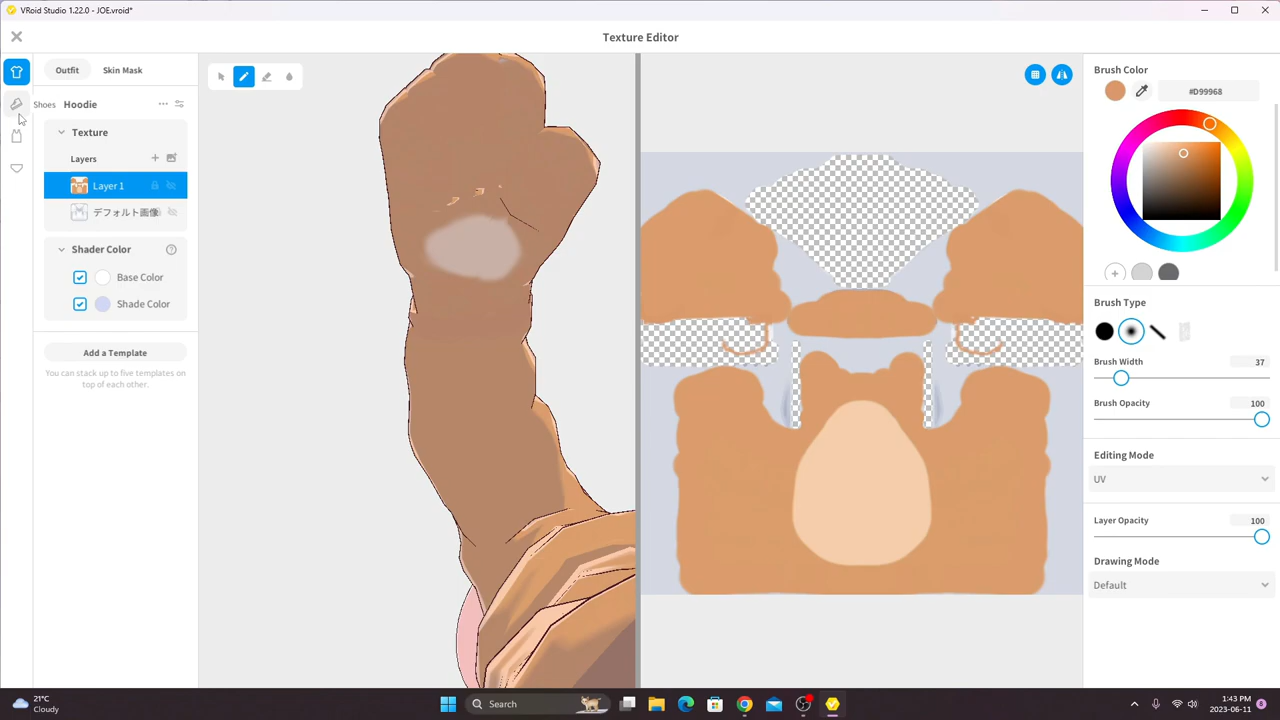 VRoid Studio 1.22.0 - JOE.vroid*
Texture Editor
Outfit
Skin Mask
Shoes
Hoodie
Texture
Layers
Layer 1
デフォルト画像
Shader Color
Base Color
Shade Color
Add a Template
You can stack up to five templates on
top of each other.
Brush Color
#D99968
Brush Type
Brush Width
37
Brush Opacity
100
Editing Mode
UV
Layer Opacity
100
Drawing Mode
Default
21°C
Cloudy
Search
1:43 PM
2023-06-11